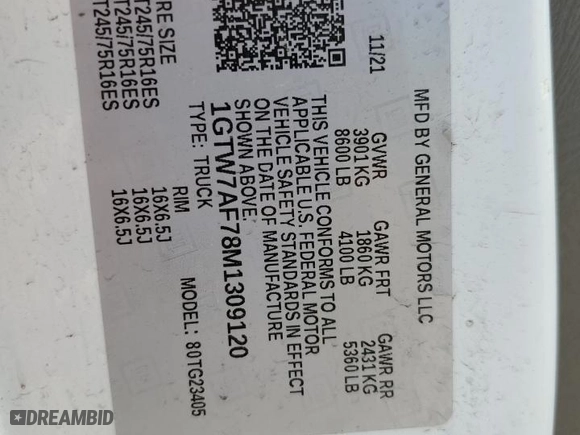 MFD BY GENERAL MOTORS LLC
11/21
GVWR
3901 KG
8600 LB
GAWR FRT
1860 KG
4100 LB
GAWR RR
2431 KG
5360 LB
THIS VEHICLE CONFORMS TO ALL
APPLICABLE U.S. FEDERAL MOTOR
VEHICLE SAFETY STANDARDS IN EFFECT
ON THE DATE OF MANUFACTURE
SHOWN ABOVE.
1GTW7AF78M1309120
TYPE: TRUCK
MODEL: 80TG23405
RE SIZE
RIM
T245/75R16ES
16X6.5J
T245/75R16ES
16X6.5J
T245/75R16ES
16X6.5J
DREAMBID